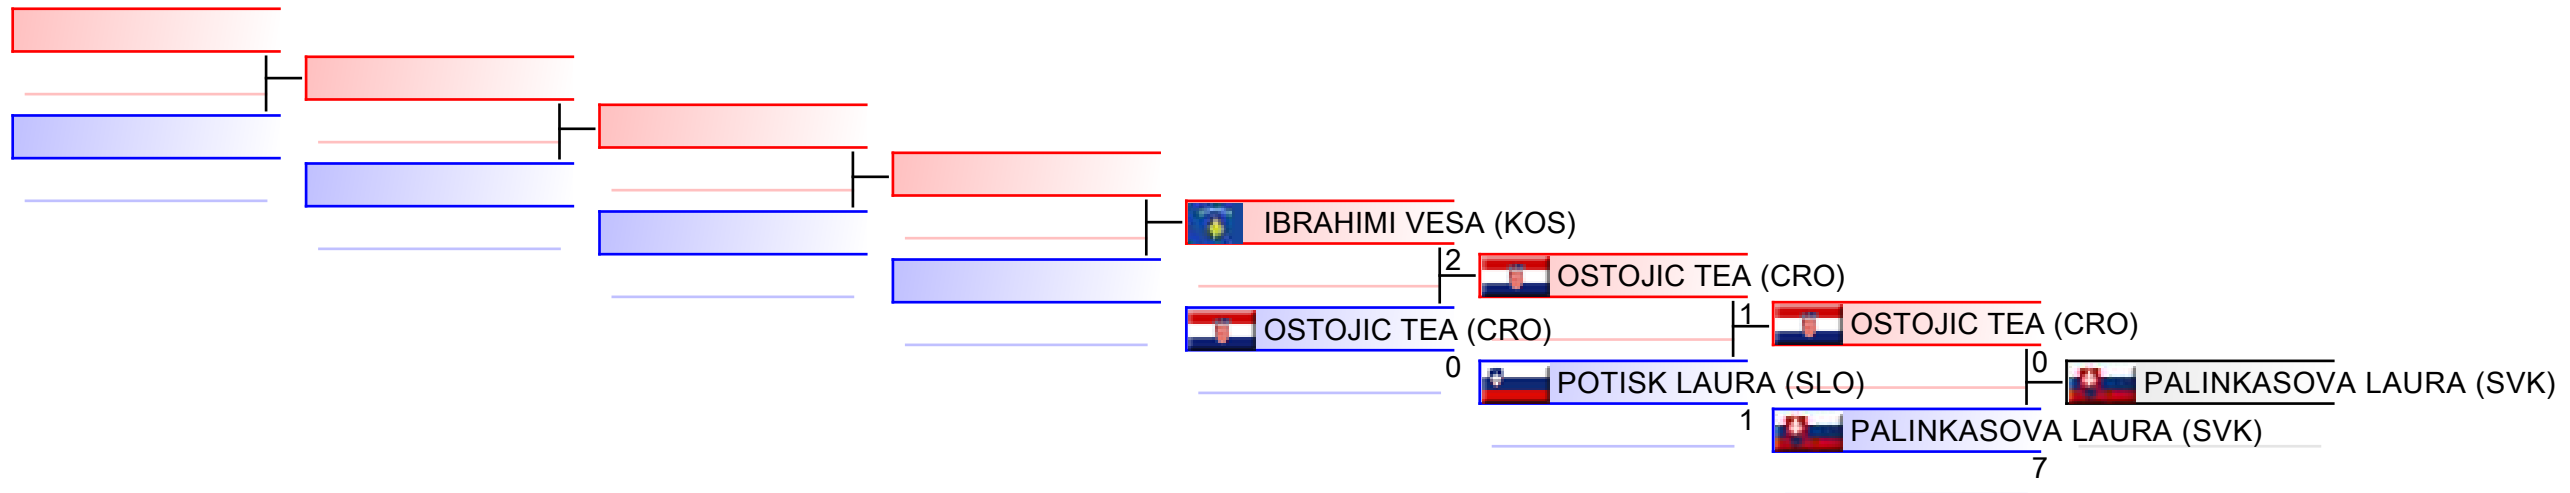 IBRAHIMI VESA (KOS)
2
OSTOJIC TEA (CRO)
0
OSTOJIC TEA (CRO)
1
POTISK LAURA (SLO)
1
OSTOJIC TEA (CRO)
0
PALINKASOVA LAURA (SVK)
7
PALINKASOVA LAURA (SVK)